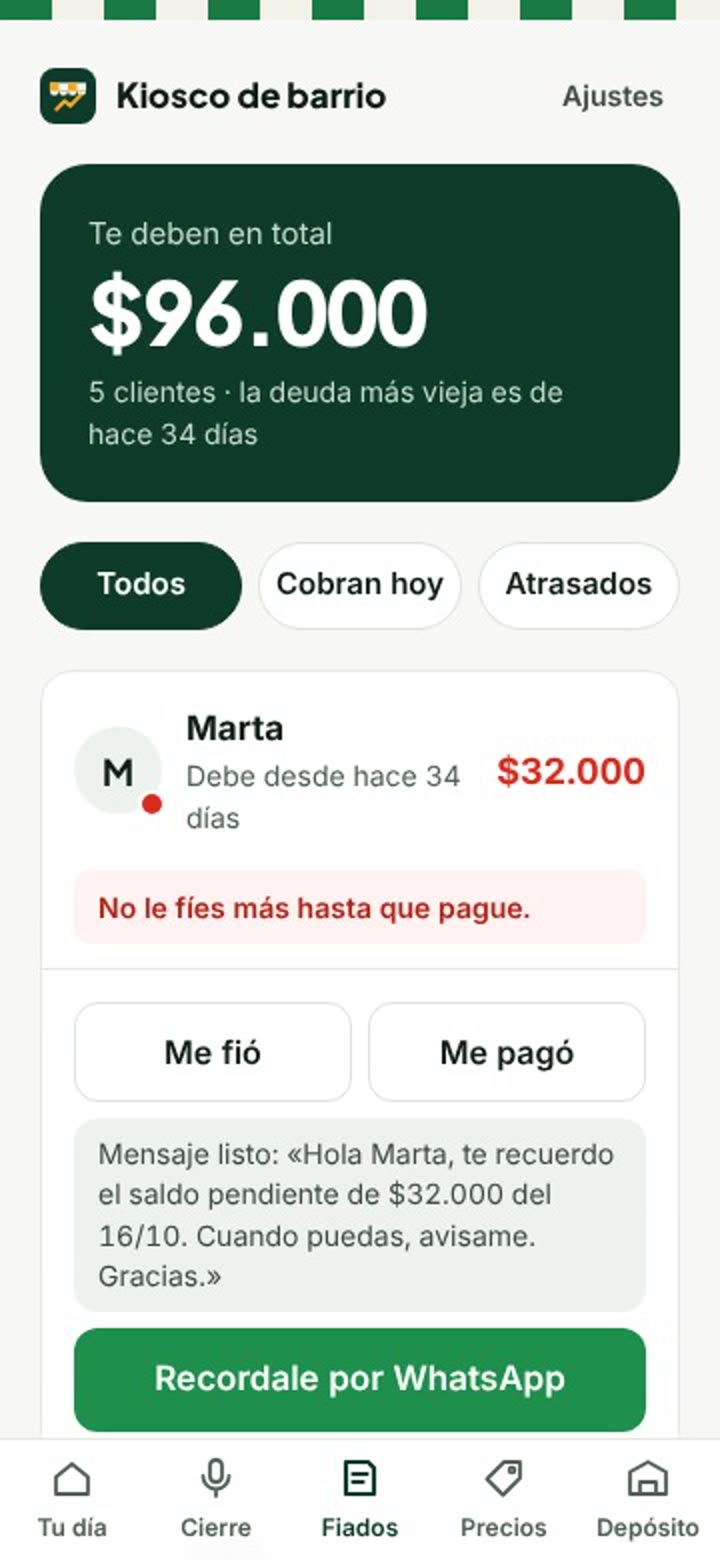 Kiosco de barrio
Ajustes
Te deben en total
$96.000
5 clientes · la deuda más vieja es de
hace 34 días
Todos
Cobran hoy
Atrasados
M
Marta
Debe desde hace 34
días
$32.000
No le fíes más hasta que pague.
Me fió
Me pagó
Mensaje listo: «Hola Marta, te recuerdo
el saldo pendiente de $32.000 del
16/10. Cuando puedas, avisame.
Gracias.»
Recordale por WhatsApp
Tu día
Cierre
Fiados
Precios
Depósito